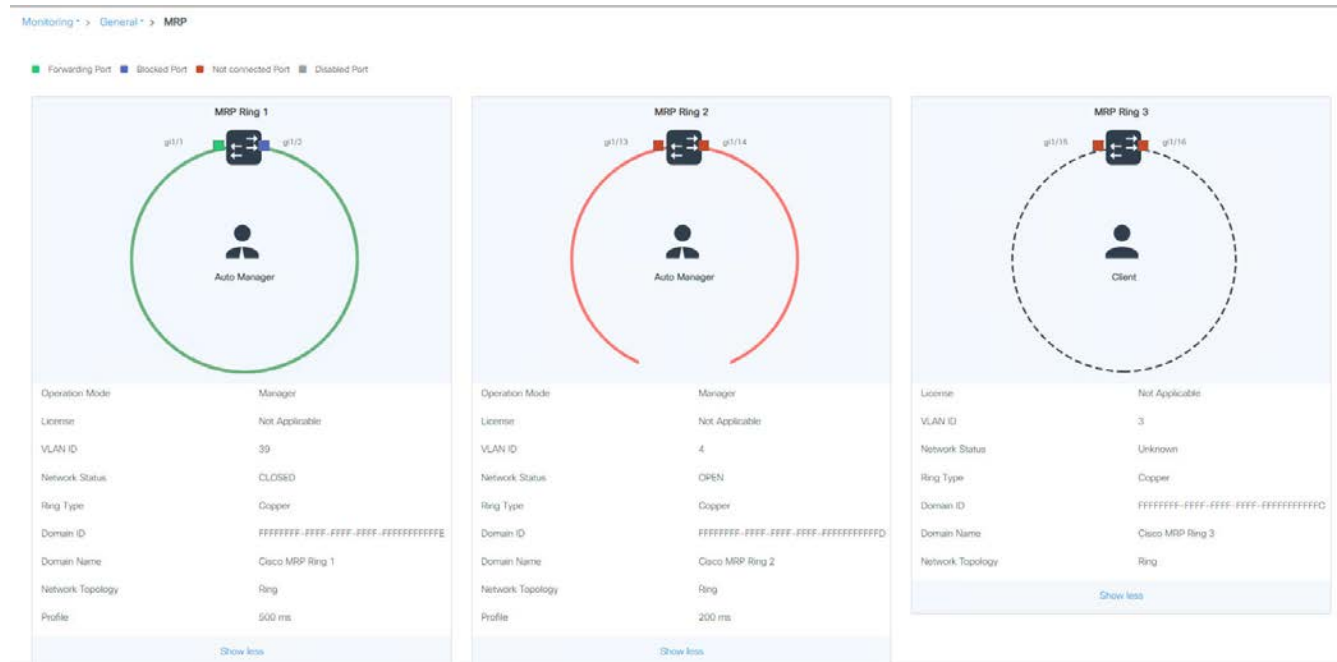 Monitoring > General > MRP
Forwarding Port Blocked Port Not connected Port Disabled Port
MRP Ring 1
gi1/1 gi1/2
Auto Manager
Operation Mode Manager
License Not Applicable
VLAN ID 39
Network Status CLOSED
Ring Type Copper
Domain ID FFFFFFFF-FFFF-FFFF-FFFF-FFFFFFFFFFFE
Domain Name Cisco MRP Ring 1
Network Topology Ring
Profile 500 ms
Show less
MRP Ring 2
gi1/13 gi1/14
Auto Manager
Operation Mode Manager
License Not Applicable
VLAN ID 4
Network Status OPEN
Ring Type Copper
Domain ID FFFFFFFF-FFFF-FFFF-FFFF-FFFFFFFFFFFD
Domain Name Cisco MRP Ring 2
Network Topology Ring
Profile 200 ms
Show less
MRP Ring 3
gi1/15 gi1/16
Client
License Not Applicable
VLAN ID 3
Network Status Unknown
Ring Type Copper
Domain ID FFFFFFFF-FFFF-FFFF-FFFF-FFFFFFFFFFFC
Domain Name Cisco MRP Ring 3
Network Topology Ring
Show less